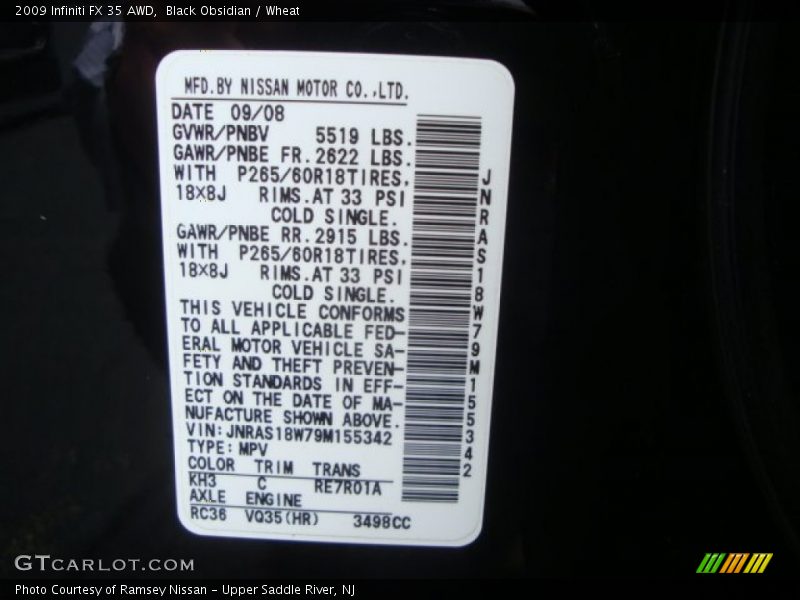 2009 Infiniti FX 35 AWD, Black Obsidian / Wheat
MFD.BY NISSAN MOTOR CO.,LTD.
DATE 09/08
GVWR/PNBV 5519 LBS.
GAWR/PNBE FR.2622 LBS.
WITH P265/60R18TIRES,
18X8J RIMS.AT 33 PSI
COLD SINGLE.
GAWR/PNBE RR.2915 LBS.
WITH P265/60R18TIRES,
18X8J RIMS.AT 33 PSI
COLD SINGLE.
THIS VEHICLE CONFORMS
TO ALL APPLICABLE FED-
ERAL MOTOR VEHICLE SA-
FETY AND THEFT PREVEN-
TION STANDARDS IN EFF-
ECT ON THE DATE OF MA-
NUFACTURE SHOWN ABOVE.
VIN:JNRAS18W79M155342
TYPE:MPV
COLOR TRIM TRANS
KH3 C RE7R01A
AXLE ENGINE
RC36 VQ35(HR) 3498CC
JNRAS18W79M155342
GTCARLOT.COM
Photo Courtesy of Ramsey Nissan - Upper Saddle River, NJ